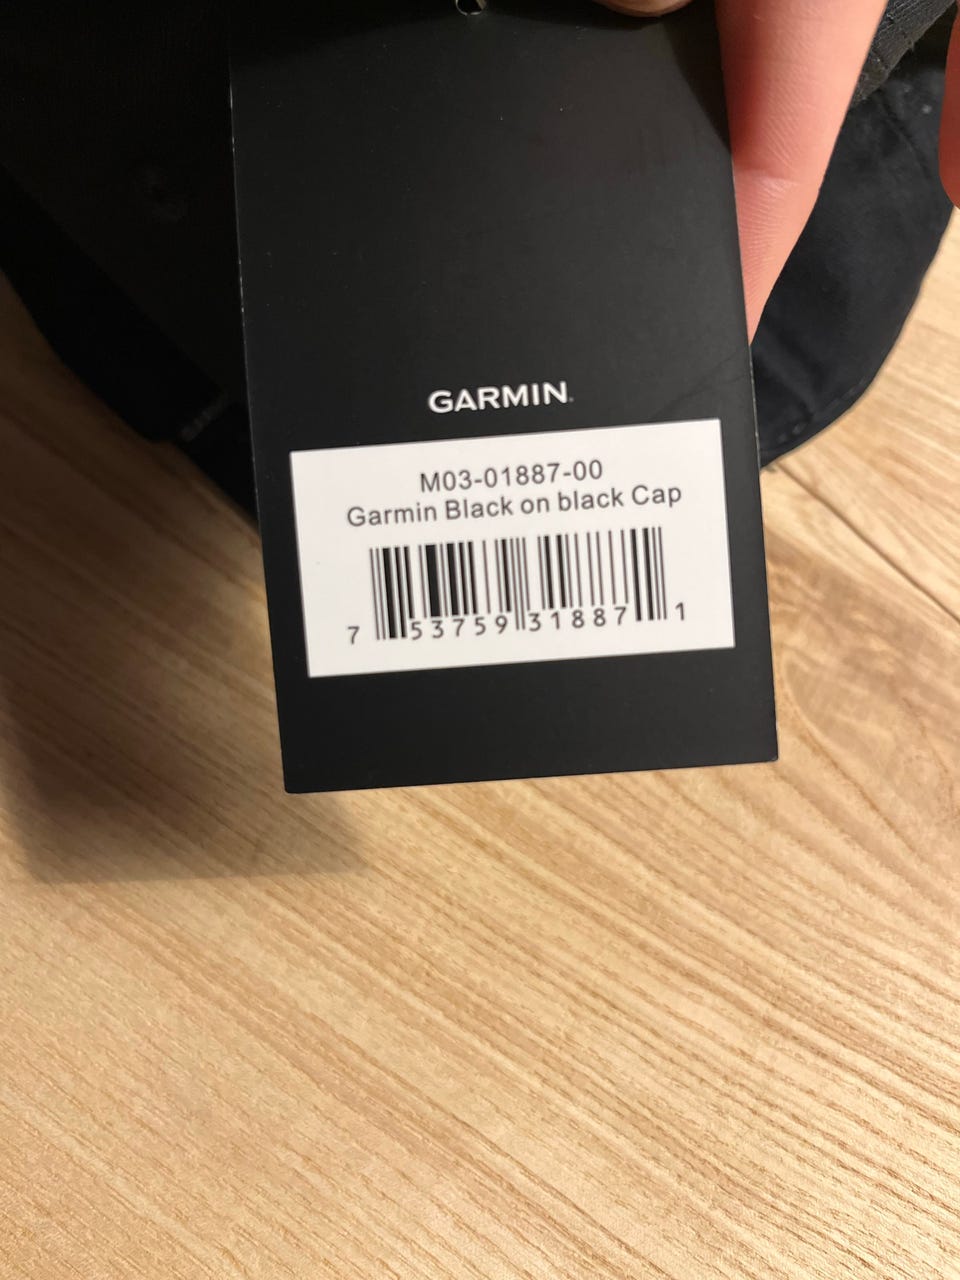 GARMIN.
M03-01887-00
Garmin Black on black Cap
7 53759 31887 1